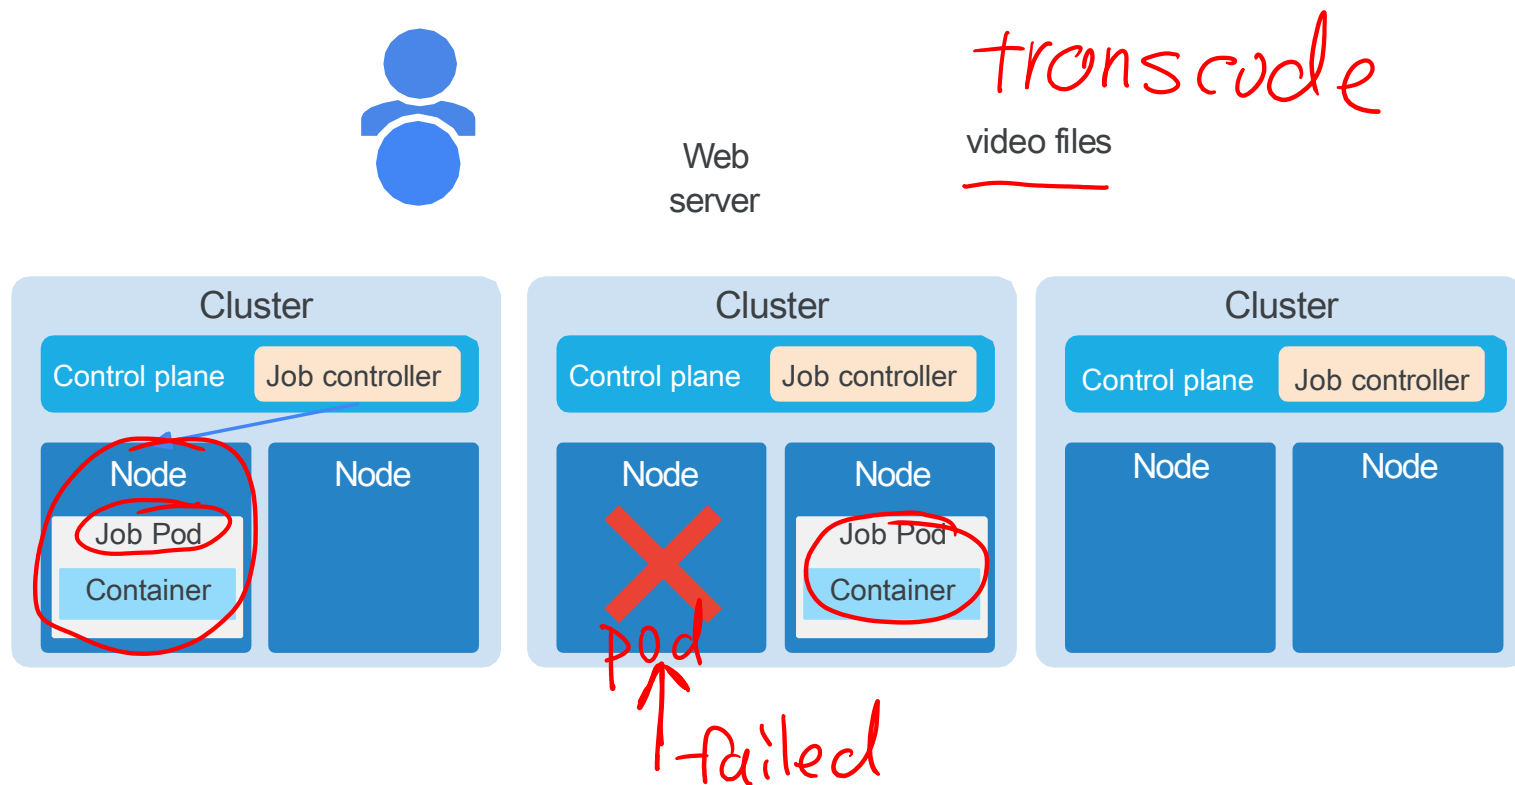 transcode
video files
Web
server
Cluster
Control plane
Job controller
Node
Job Pod
Container
Node
Cluster
Control plane
Job controller
Node
pod
failed
Node
Job Pod
Container
Cluster
Control plane
Job controller
Node
Node